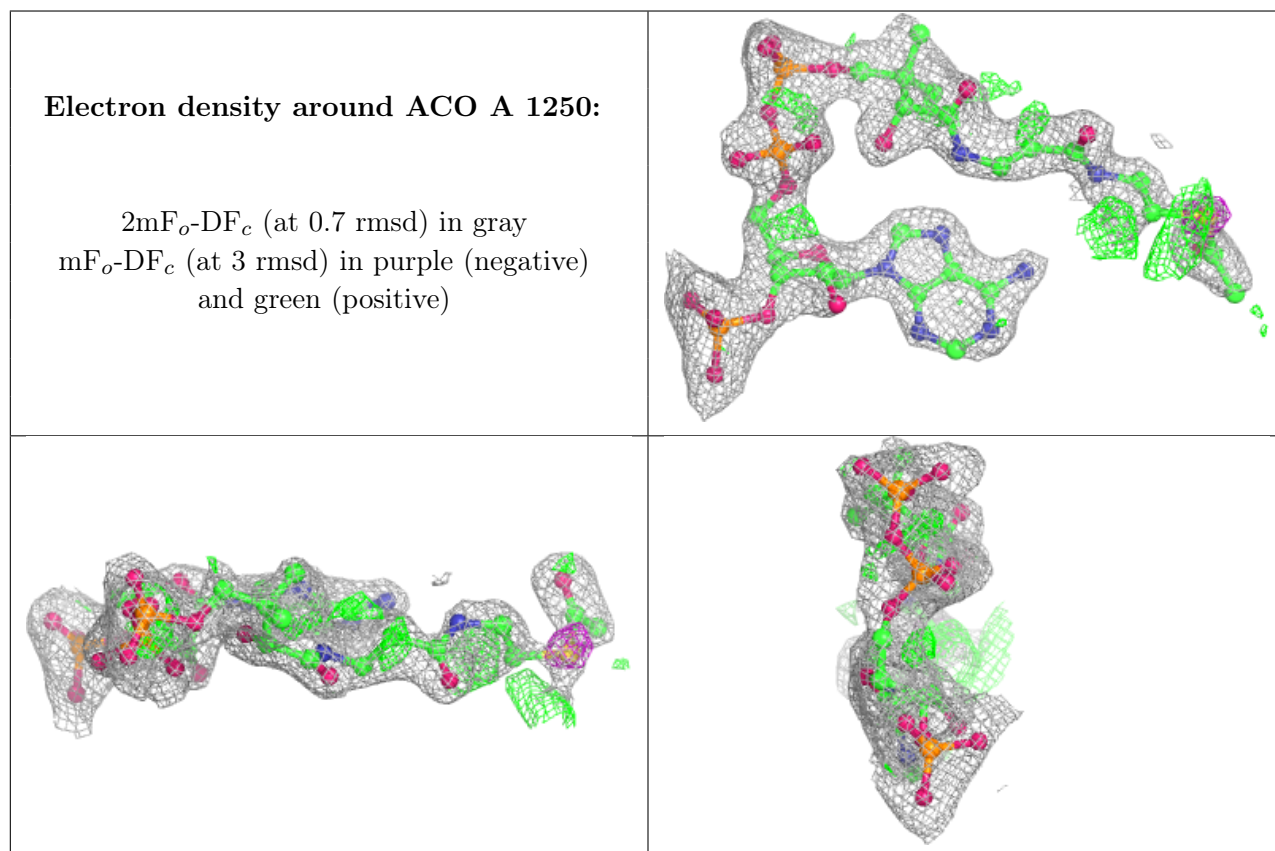 Electron density around ACO A 1250:
2mFo-DFc (at 0.7 rmsd) in gray
mFo-DFc (at 3 rmsd) in purple (negative)
and green (positive)